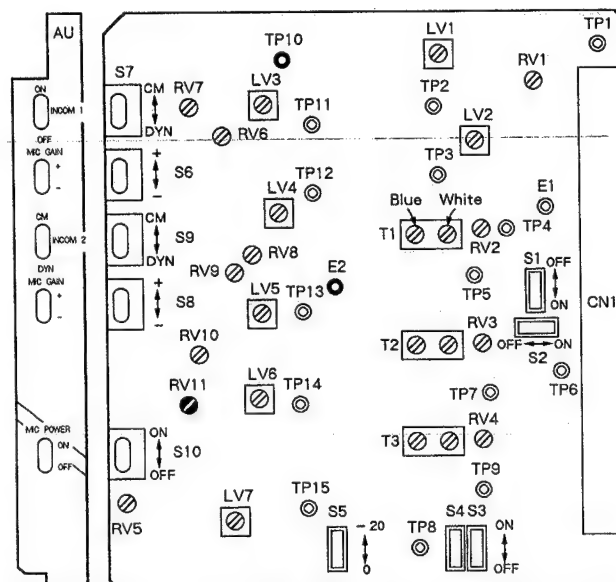 AU
TP1
LV1
TP10
S7
CM
RV7
LV3
TP2
RV1
ON
INCOM 1
OFF
DYN
TP11
RV6
LV2
MIC GAIN
+
-
+
S6
-
TP3
TP12
LV4
E1
Blue
White
CM
INCOM 2
DYN
CM
S9
DYN
T1
RV2
TP4
RV8
RV9
E2
S1
OFF
ON
TP5
CN1
MIC GAIN
+
-
+
S8
-
LV5
TP13
S2
OFF
ON
T2
RV3
RV10
TP6
RV11
LV6
TP14
TP7
MIC POWER
ON
OFF
ON
S10
OFF
T3
RV4
TP9
RV5
LV7
TP15
S5
-20
0
TP8
S4
S3
ON
OFF